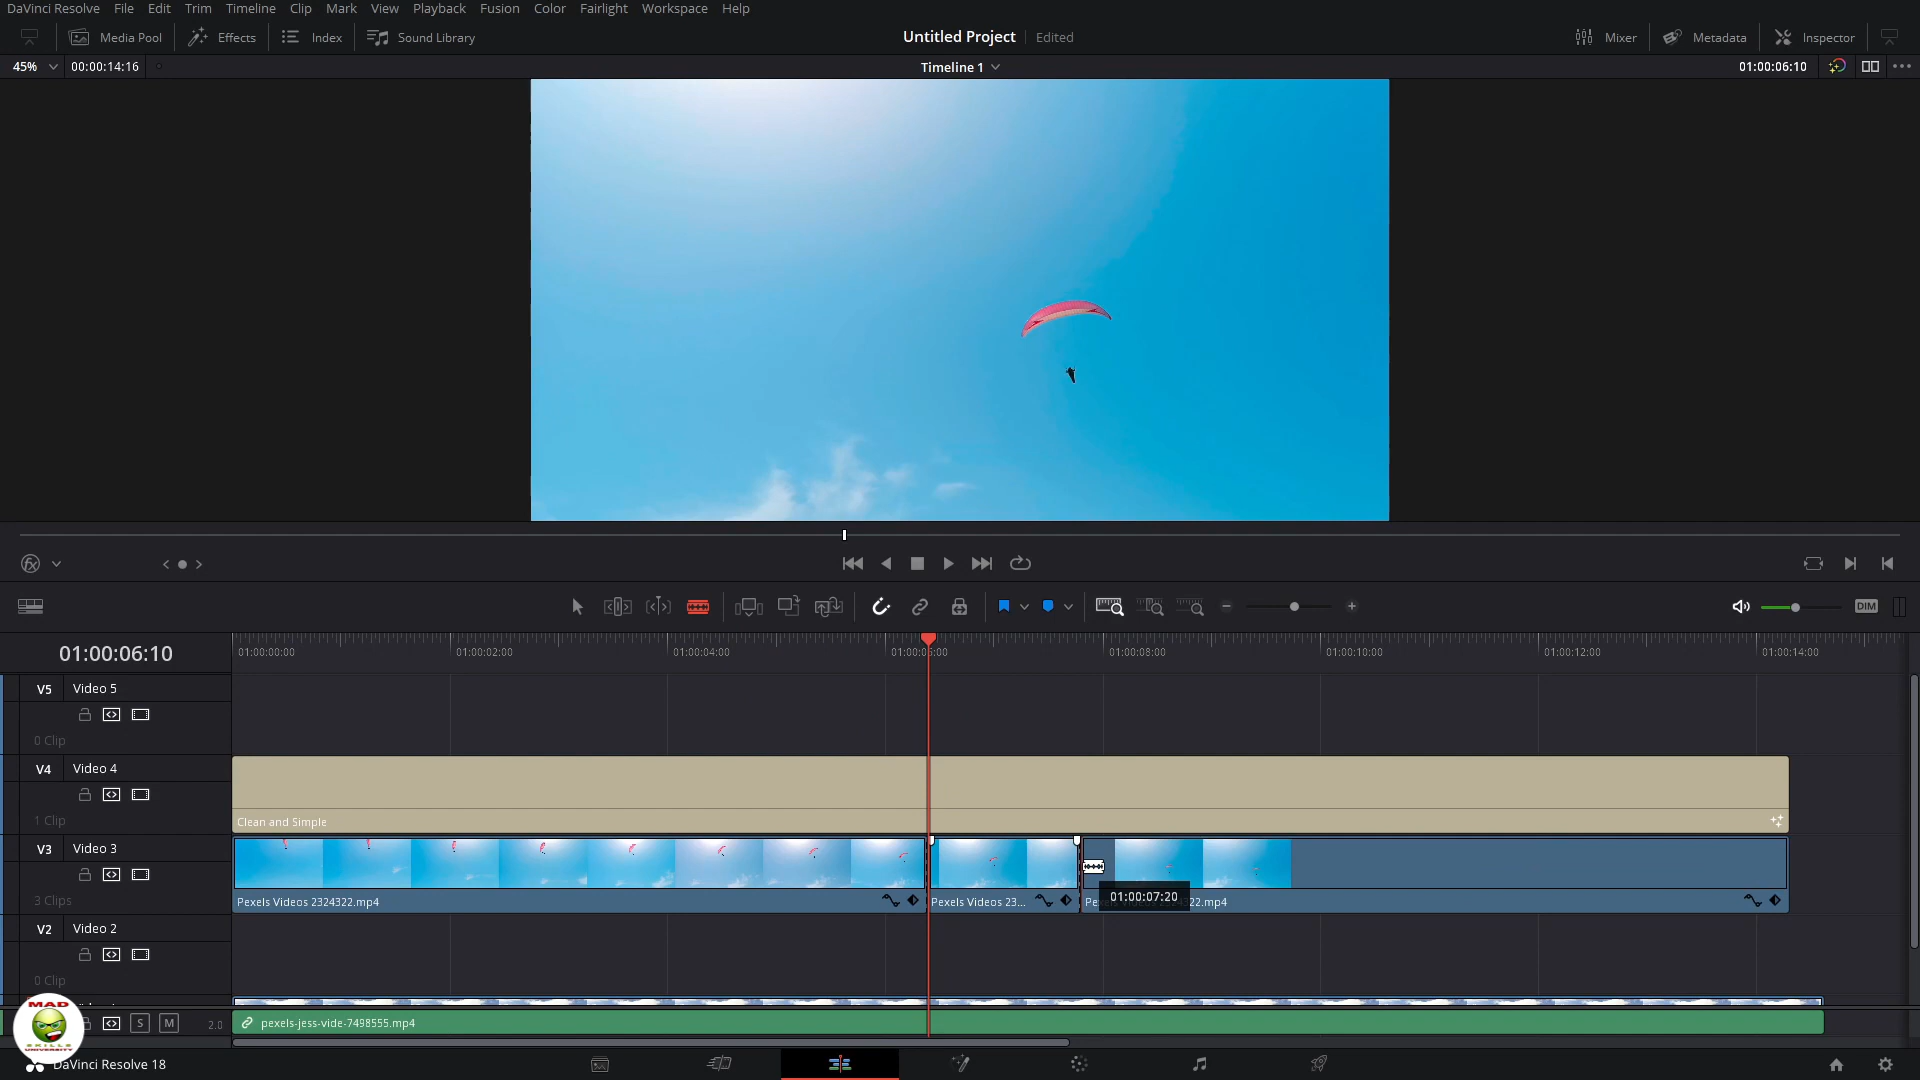 DaVinci Resolve File Edit Trim Timeline Clip Mark View Playback Fusion Color Fairlight Workspace Help
Media Pool Effects Index Sound Library Untitled Project Edited Mixer Metadata Inspector
45% 00:00:14:16 Timeline 1 01:00:06:10
DIM
01:00:06:10 01:00:00:00 01:00:02:00 01:00:04:00 01:00:06:00 01:00:08:00 01:00:10:00 01:00:12:00 01:00:14:00
V5 Video 5
0 Clip
V4 Video 4
1 Clip
Clean and Simple
V3 Video 3
3 Clips
Pexels Videos 2324322.mp4 Pexels Videos 23... 01:00:07:20
V2 Video 2
0 Clip
MAD
SKILLS
UNIVERSITY
S M 2.0 pexels-jess-vide-7498555.mp4
DaVinci Resolve 18